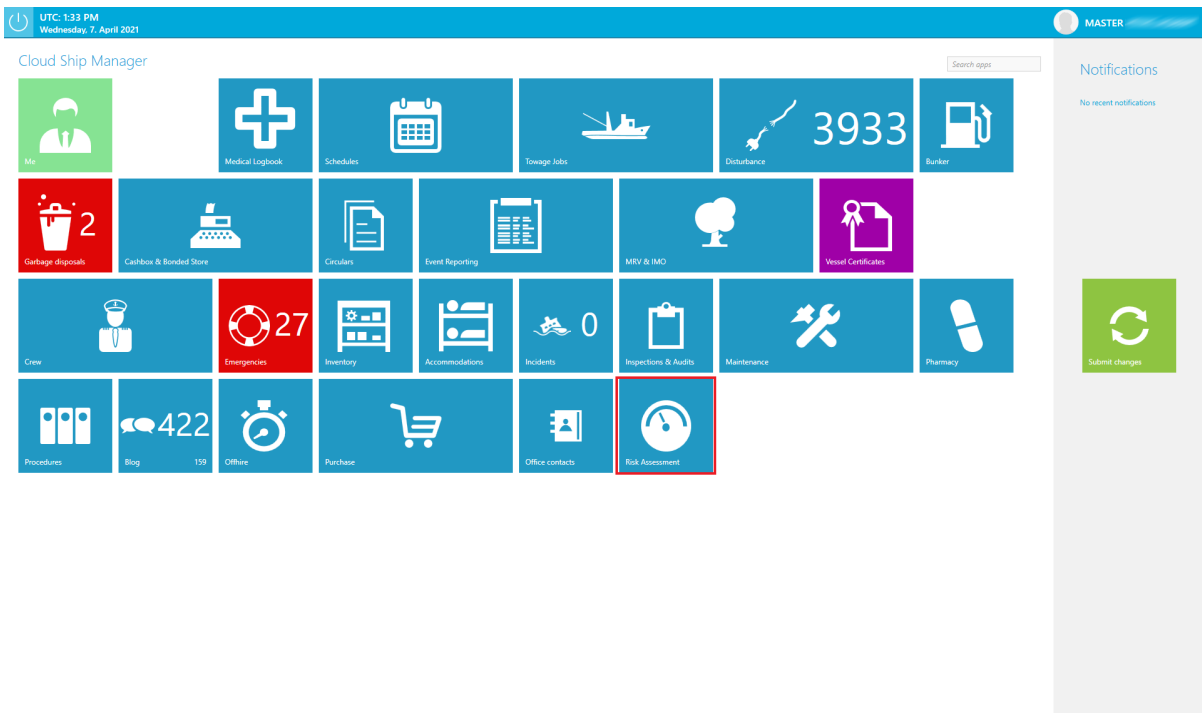 UTC: 1:33 PM
Wednesday, 7. April 2021
MASTER
Cloud Ship Manager
Search apps
Notifications
No recent notifications
Me
Medical Logbook
Schedules
Towage Jobs
3933
Disturbance
Bunker
2
Garbage disposals
Cashbox & Bonded Store
Circulars
Event Reporting
MRV & IMO
Vessel Certificates
Crew
27
Emergencies
Inventory
Accommodations
0
Incidents
Inspections & Audits
Maintenance
Pharmacy
Submit changes
Procedures
422
Blog 159
Offhire
Purchase
Office contacts
Risk Assessment